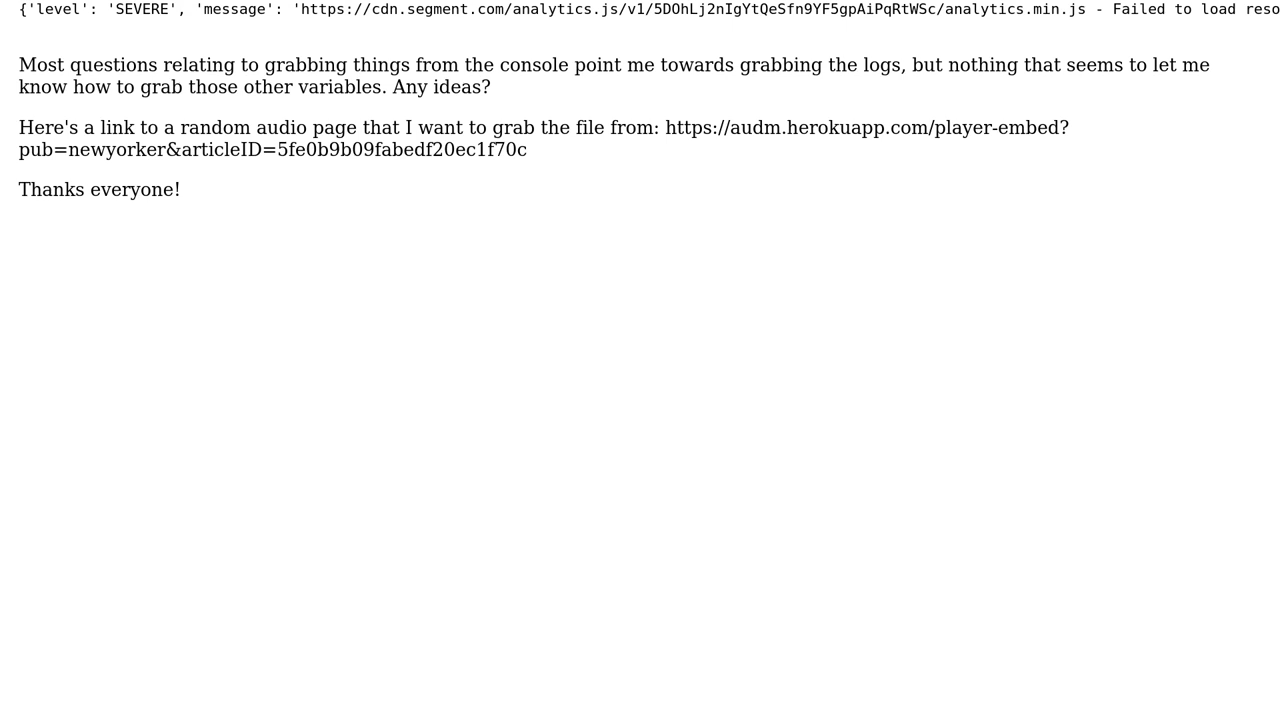 {'level': 'SEVERE', 'message': 'https://cdn.segment.com/analytics.js/v1/5DOhLj2nIgYtQeSfn9YF5gpAiPqRtWSc/analytics.min.js - Failed to load reso
Most questions relating to grabbing things from the console point me towards grabbing the logs, but nothing that seems to let me
know how to grab those other variables. Any ideas?
Here's a link to a random audio page that I want to grab the file from: https://audm.herokuapp.com/player-embed?
pub=newyorker&articleID=5fe0b9b09fabedf20ec1f70c
Thanks everyone!